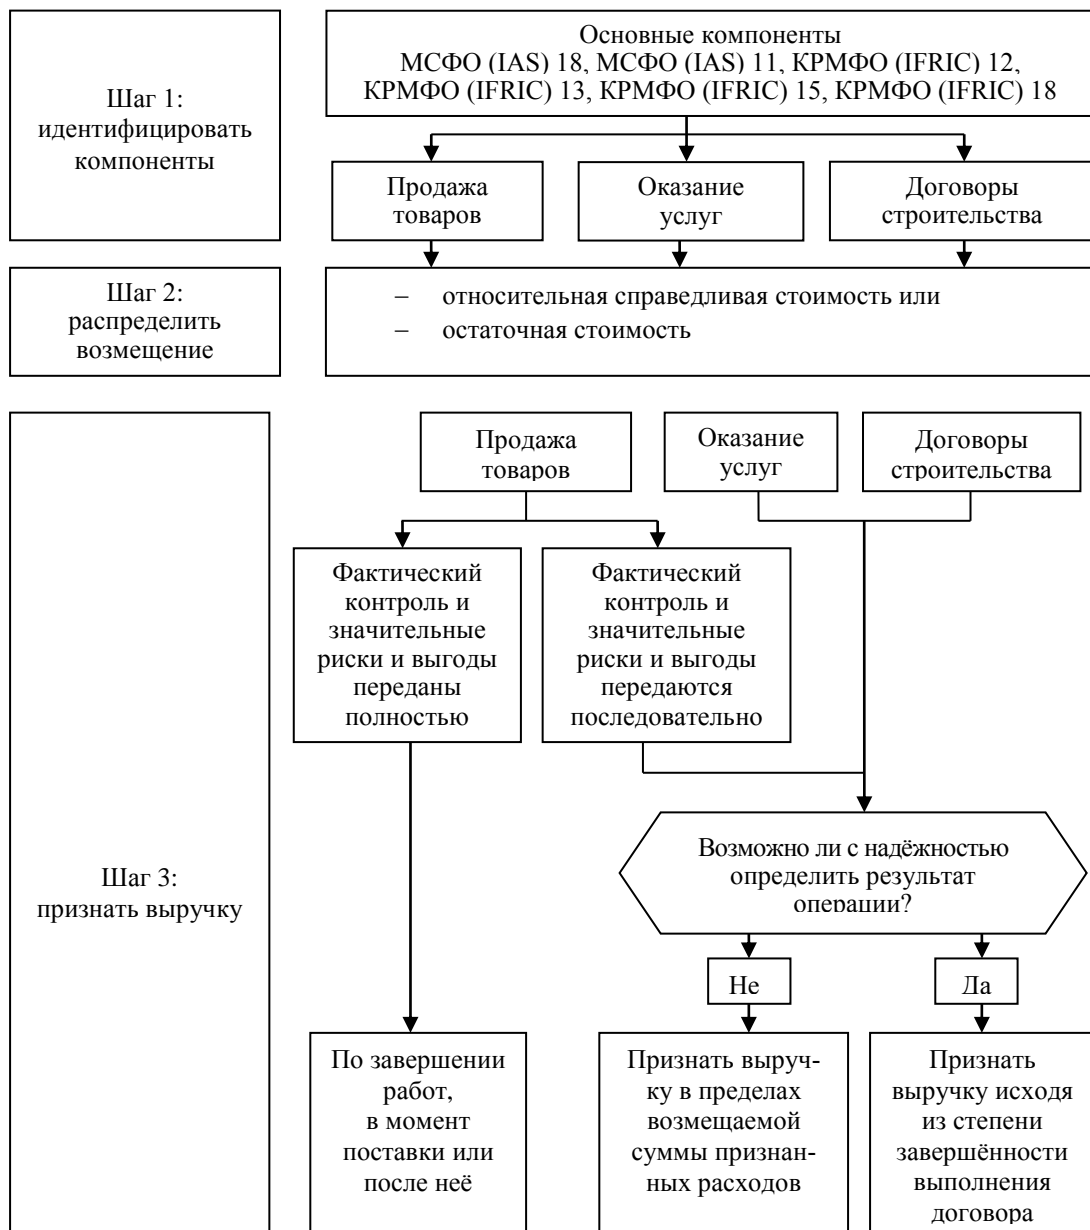 Шаг 1:
идентифицировать
компоненты
Основные компоненты
МСФО (IAS) 18, МСФО (IAS) 11, КРМФО (IFRIC) 12,
КРМФО (IFRIC) 13, КРМФО (IFRIC) 15, КРМФО (IFRIC) 18
Продажа
товаров
Оказание
услуг
Договоры
строительства
Шаг 2:
распределить
возмещение
– относительная справедливая стоимость или
– остаточная стоимость
Шаг 3:
признать выручку
Продажа
товаров
Оказание
услуг
Договоры
строительства
Фактический
контроль и
значительные
риски и выгоды
переданы
полностью
Фактический
контроль и
значительные
риски и выгоды
передаются
последовательно
Возможно ли с надёжностью
определить результат
операции?
Не
Да
По завершении
работ,
в момент
поставки или
после неё
Признать выруч-
ку в пределах
возмещаемой
суммы признан-
ных расходов
Признать
выручку исходя
из степени
завершённости
выполнения
договора